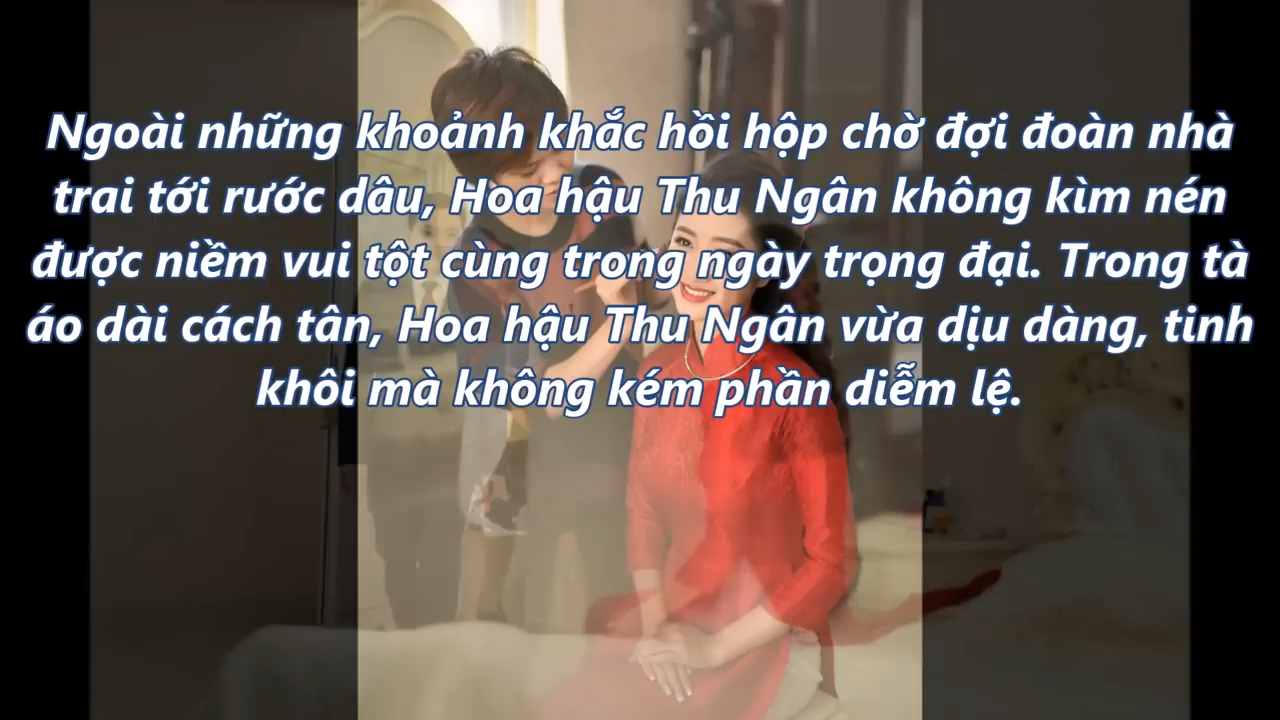 Ngoài những khoảnh khắc hồi hộp chờ đợi đoàn nhà
trai tới rước dâu, Hoa hậu Thu Ngân không kìm nén
được niềm vui tột cùng trong ngày trọng đại. Trong tà
áo dài cách tân, Hoa hậu Thu Ngân vừa dịu dàng, tinh
khôi mà không kém phần diễm lệ.